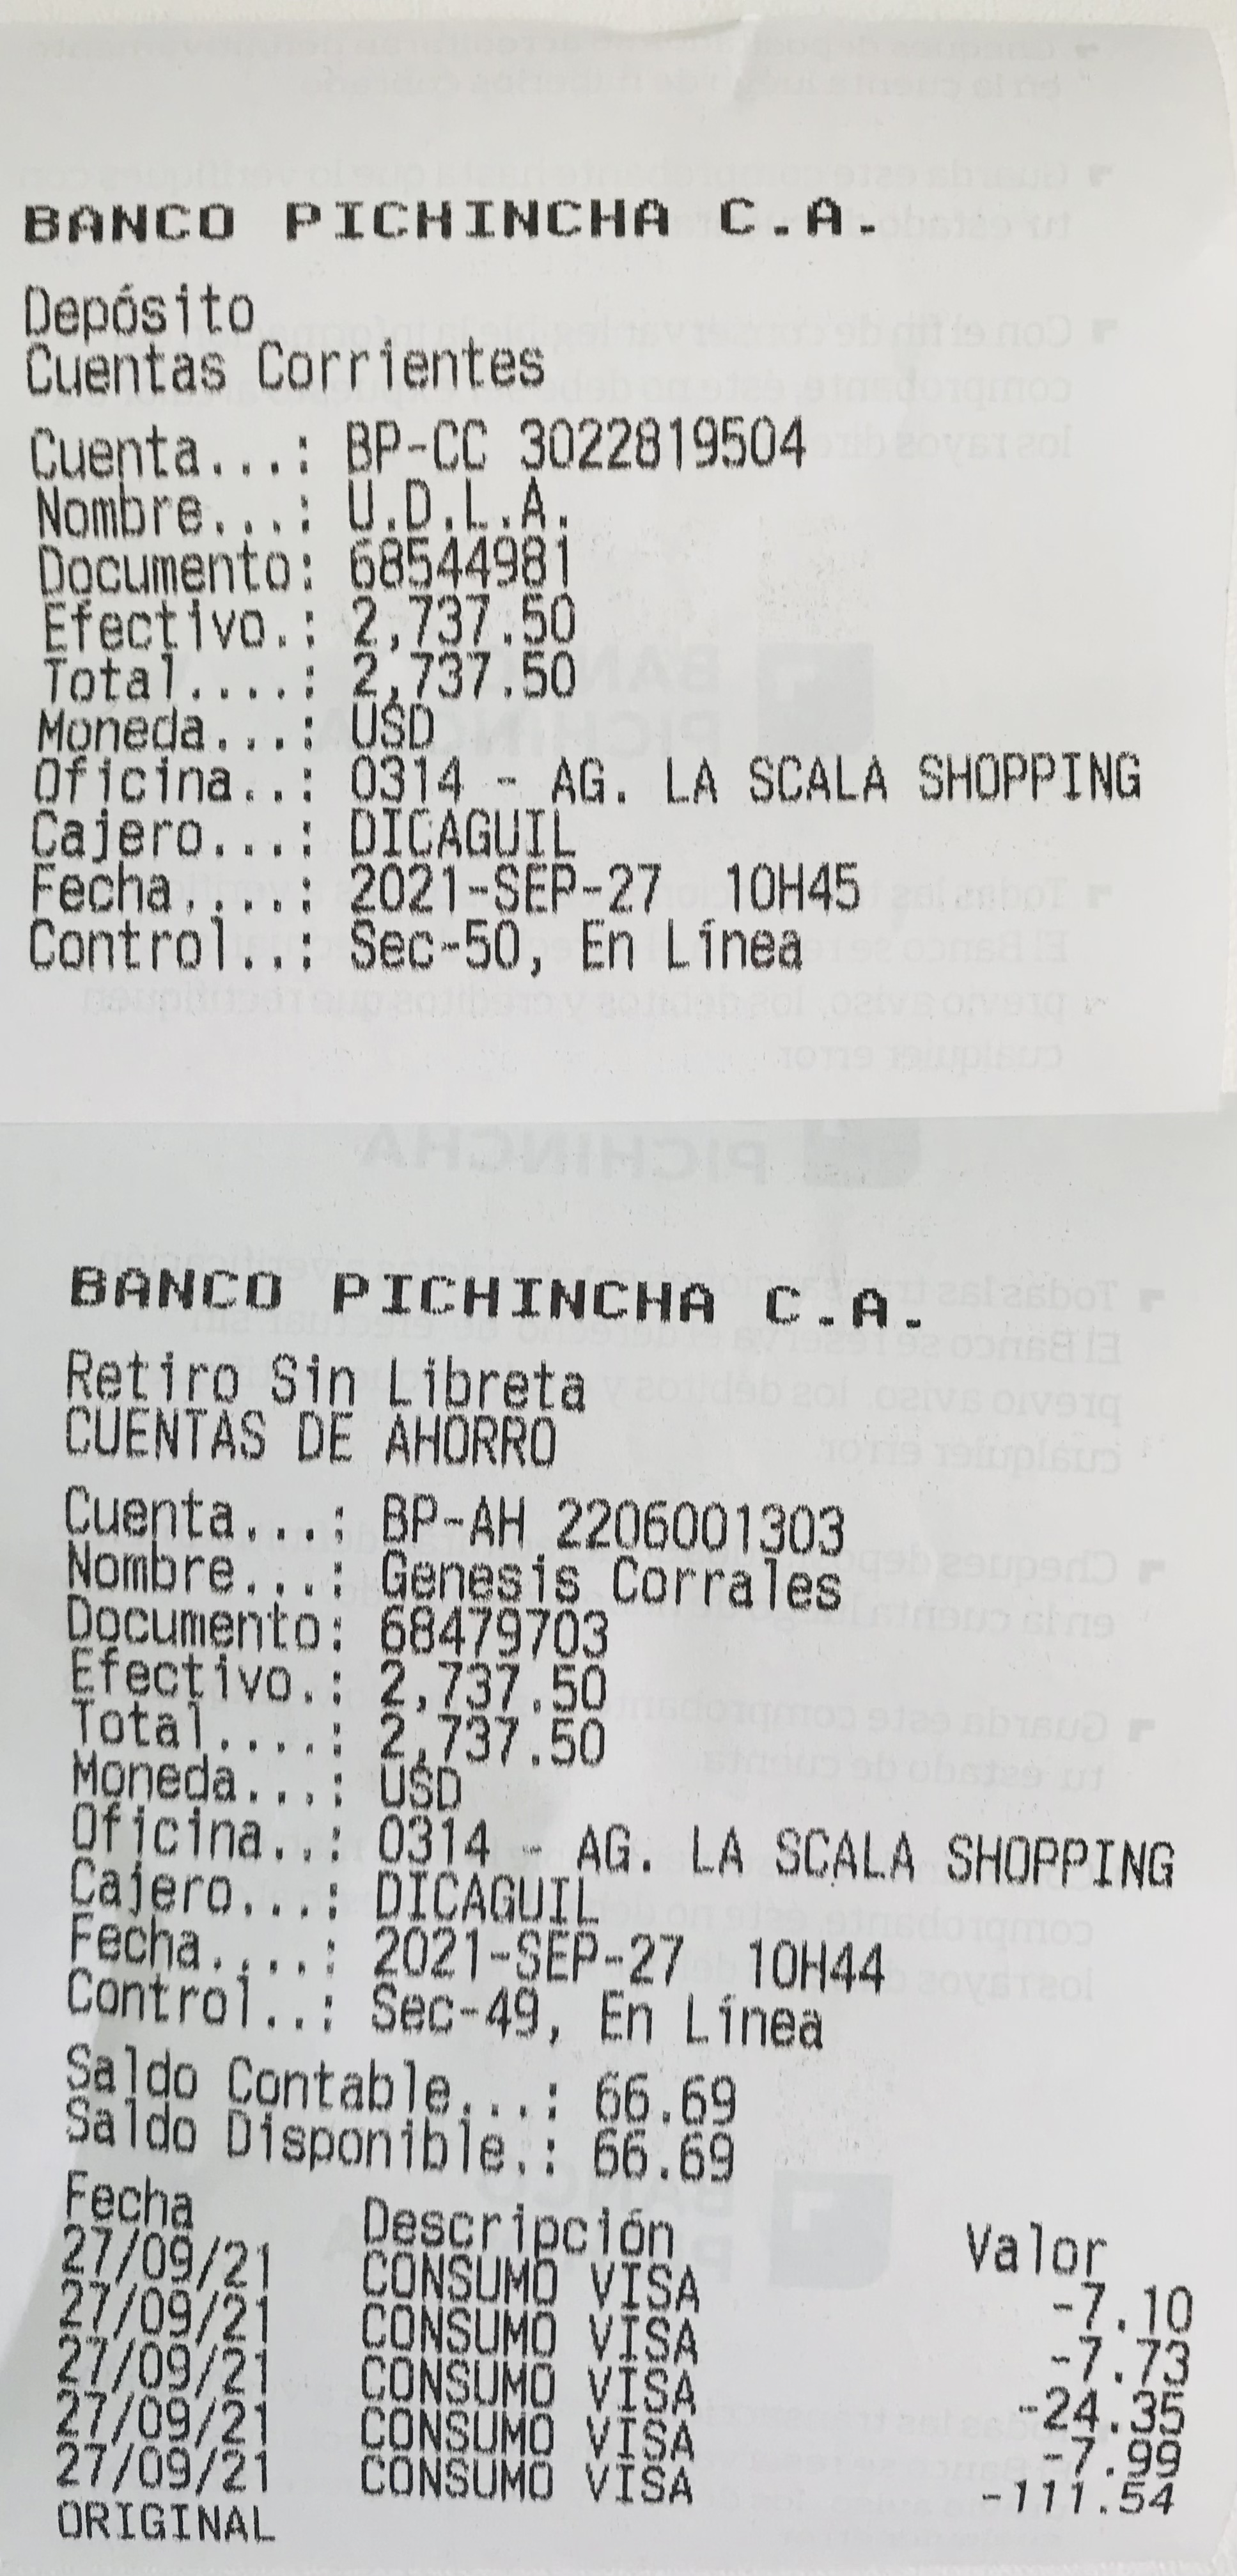 BANCO PICHINCHA C.A.
Depósito
Cuentas Corrientes
Cuenta...: BP-CC 3022819504
Nombre...: U.D.L.A.
Documento: 68544981
Efectivo.: 2,737.50
Total....: 2,737.50
Moneda...: USD
Oficina..: 0314 - AG. LA SCALA SHOPPING
Cajero...: DICAGUIL
Fecha....: 2021-SEP-27 10H45
Control..: Sec-50, En Línea
PICHINCHA
BANCO PICHINCHA C.A.
Retiro Sin Libreta
CUENTAS DE AHORRO
Cuenta...: BP-AH 2206001303
Nombre...: Genesis Corrales
Documento: 68479703
Efectivo.: 2,737.50
Total....: 2,737.50
Moneda...: USD
Oficina..: 0314 - AG. LA SCALA SHOPPING
Cajero...: DICAGUIL
Fecha....: 2021-SEP-27 10H44
Control..: Sec-49, En Línea
Saldo Contable...: 66.69
Saldo Disponible.: 66.69
Fecha Descripción Valor
27/09/21 CONSUMO VISA -7.10
27/09/21 CONSUMO VISA -7.73
27/09/21 CONSUMO VISA -24.35
27/09/21 CONSUMO VISA -7.99
27/09/21 CONSUMO VISA -111.54
ORIGINAL